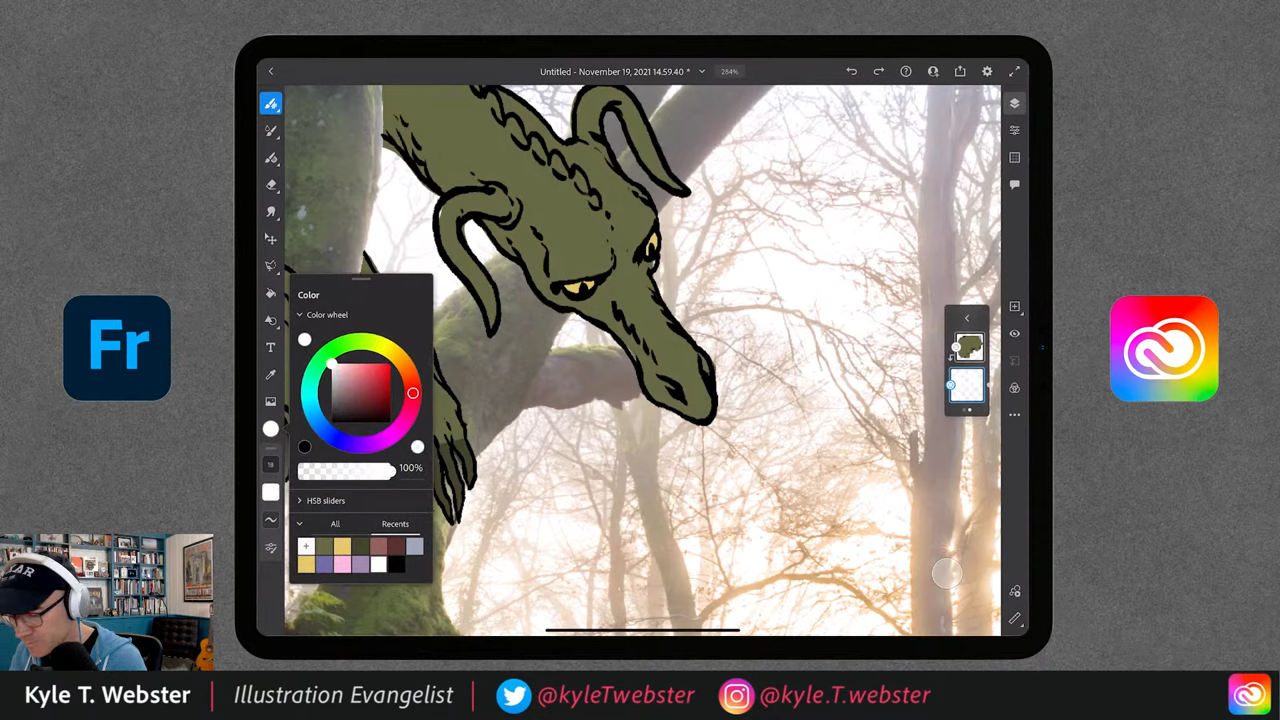 Untitled - November 19, 2021 14.59.40 *
284%
Fr
Color
Color wheel
100%
HSB sliders
All
Recents
18
T
Kyle T. Webster | Illustration Evangelist | @kyleTwebster @kyle.T.webster